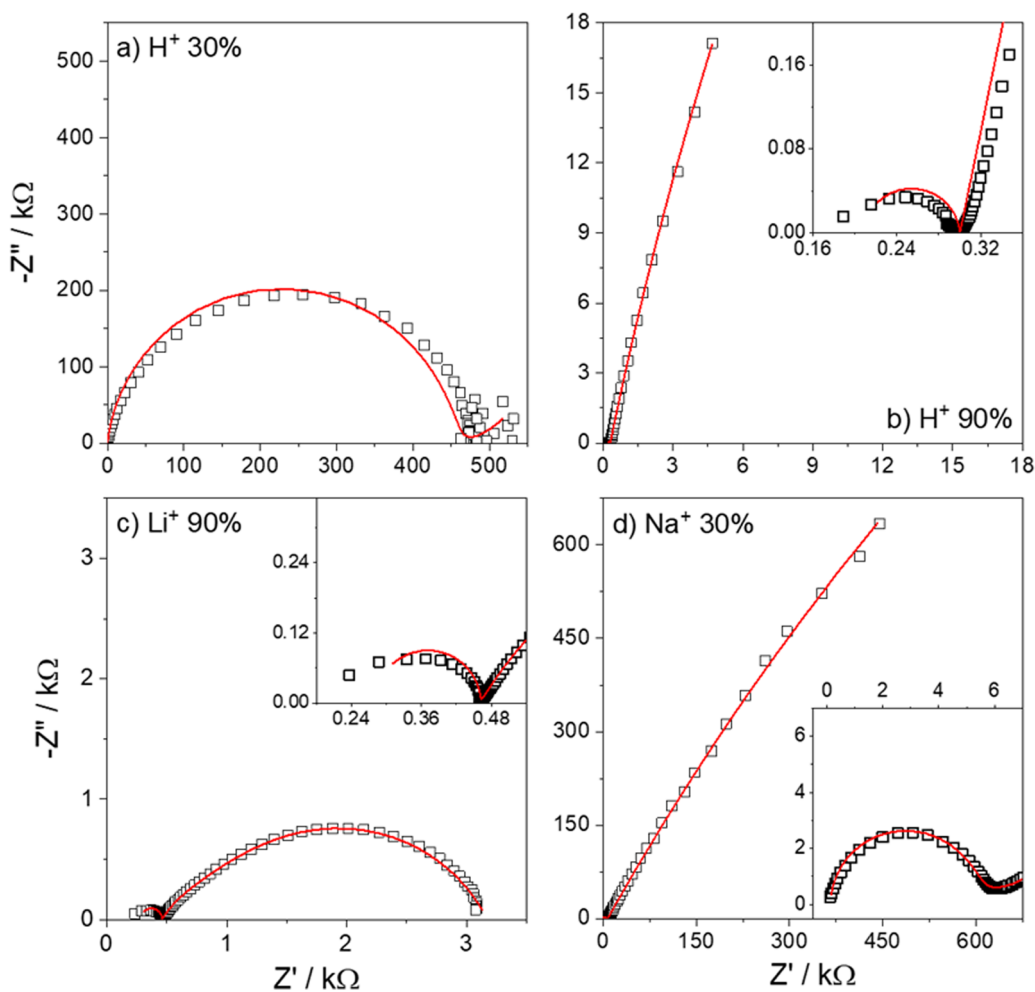 a) H⁺ 30%
500
400
300
200
100
0
0 100 200 300 400 500
18
15
12
9
6
3
0
0 3 6 9 12 15 18
b) H⁺ 90%
0.16
0.08
0.00
0.16 0.24 0.32
-Z" / kΩ
c) Li⁺ 90%
3
2
1
0
0 1 2 3
0.24
0.12
0.00
0.24 0.36 0.48
-Z" / kΩ
Z' / kΩ
d) Na⁺ 30%
600
450
300
150
0
0 150 300 450 600
0 2 4 6
6
4
2
0
Z' / kΩ